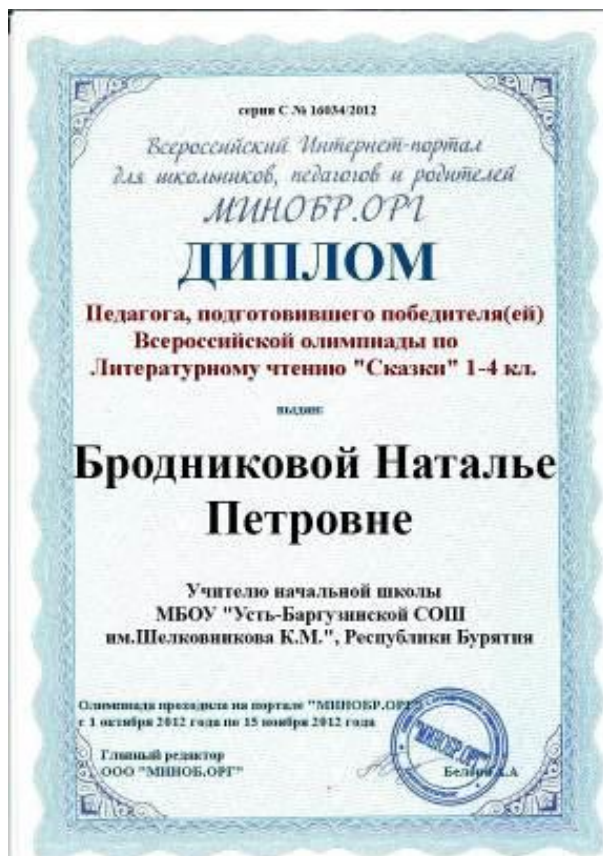 серия С № 16034/2012
Всероссийский Интернет-портал
для школьников, педагогов и родителей
МИНОБР.ОРГ
ДИПЛОМ
Педагога, подготовившего победителя(ей)
Всероссийской олимпиады по
Литературному чтению "Сказки" 1-4 кл.
выдан:
Бродниковой Наталье
Петровне
Учителю начальной школы
МБОУ "Усть-Баргузинской СОШ
им.Шелковникова К.М.", Республики Бурятия
Олимпиада проходила на портале "МИНОБР.ОРГ"
с 1 октября 2012 года по 15 ноября 2012 года
Главный редактор
ООО "МИНОБ.ОРГ"
"МИНОБР.ОРГ"